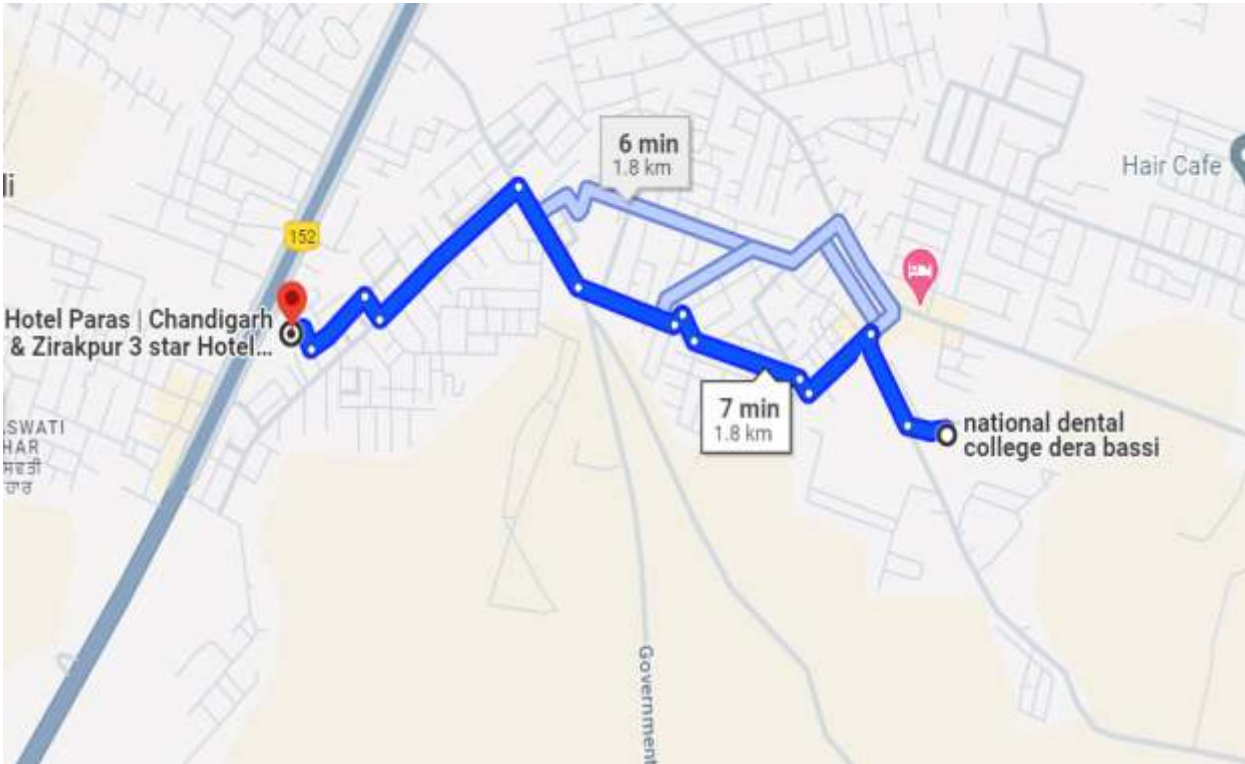 6 min
1.8 km
Hair Cafe
li
152
Hotel Paras | Chandigarh
& Zirakpur 3 star Hotel...
7 min
1.8 km
national dental
college dera bassi
SWATI
HAR
ਹਾਰ
Government